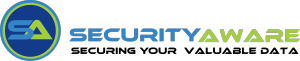 SA
SECURITYAWARE
SECURING YOUR VALUABLE DATA